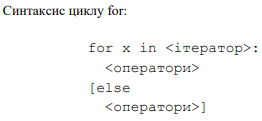 Синтаксис циклу for:
for x in <ітератор>:
<оператори>
[else
<оператори>]